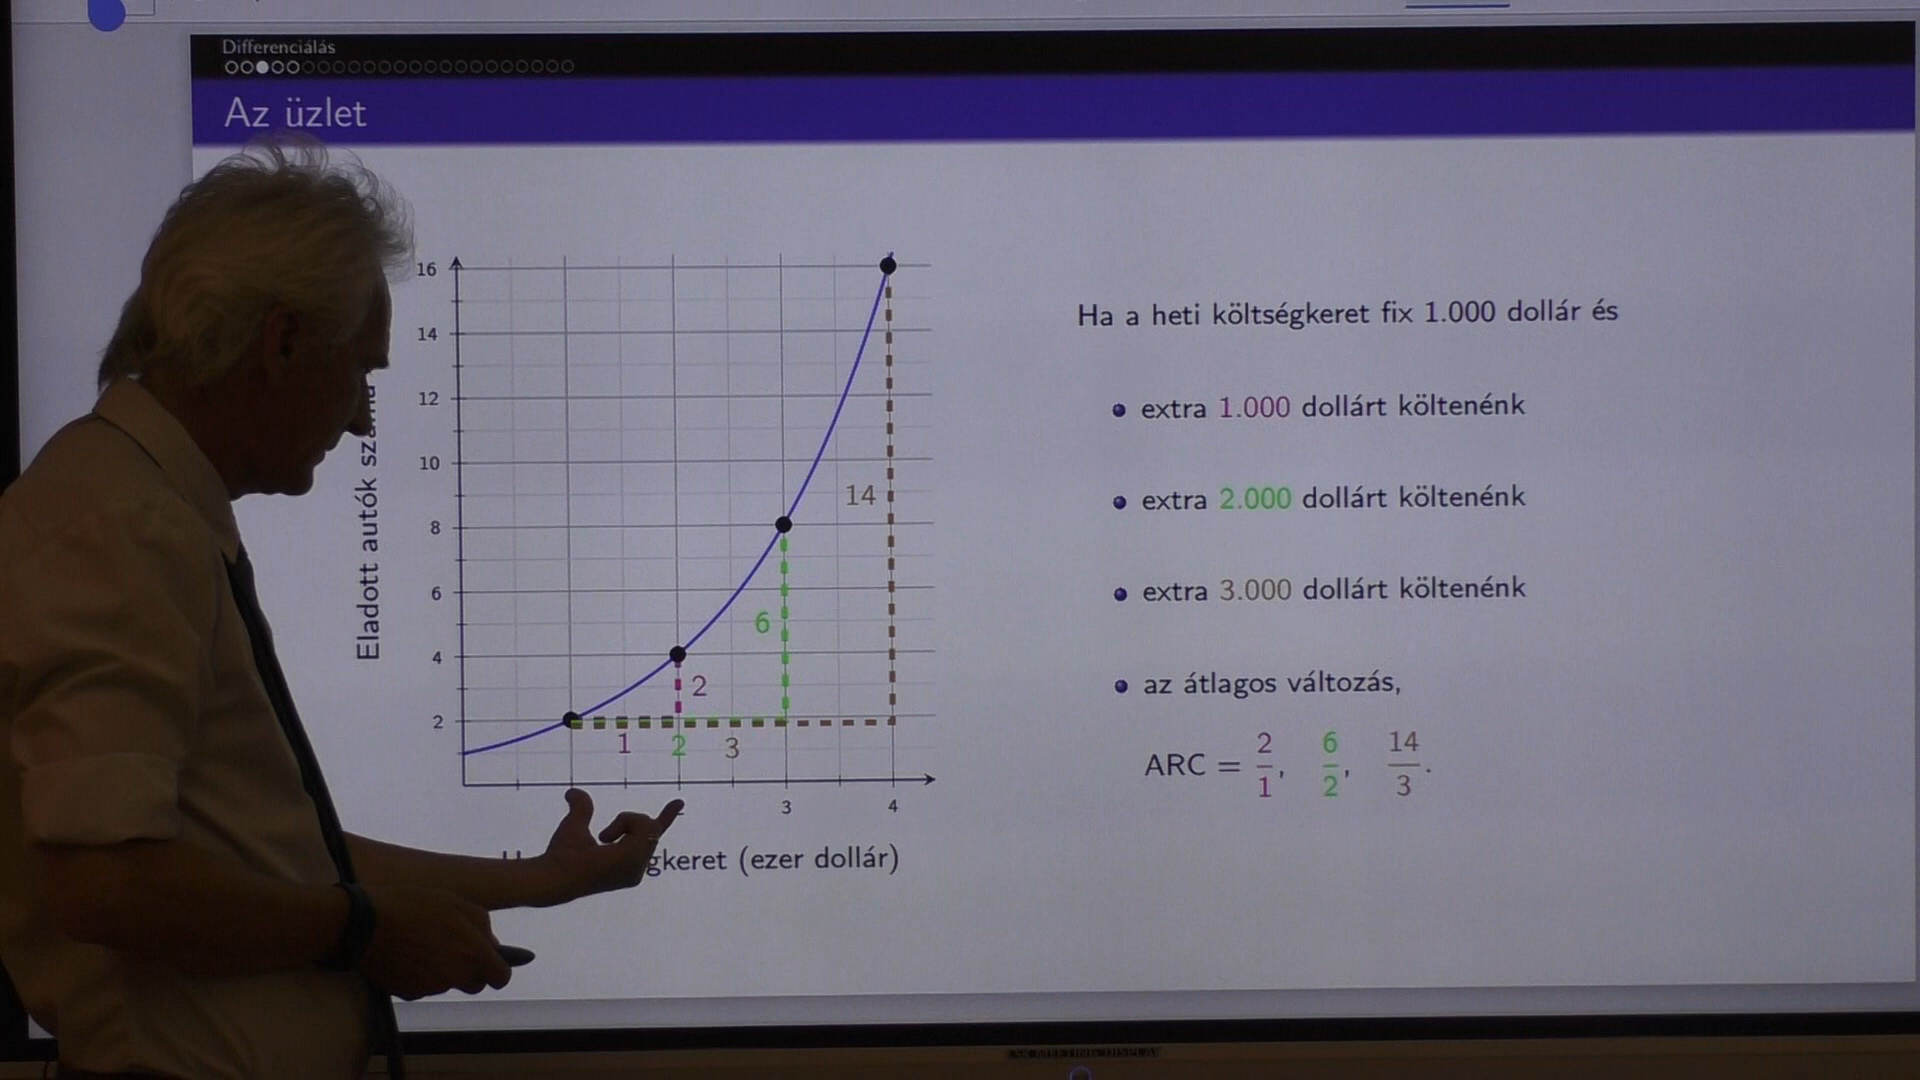 Differenciálás
Az üzlet
16
14
12
10
8
6
4
2
Eladott autók
14
6
2
1 2 3
3 4
(ezer dollár)
Ha a heti költségkeret fix 1.000 dollár és
extra 1.000 dollárt költenénk
extra 2.000 dollárt költenénk
extra 3.000 dollárt költenénk
az átlagos változás,
ARC = 2/1, 6/2, 14/3.